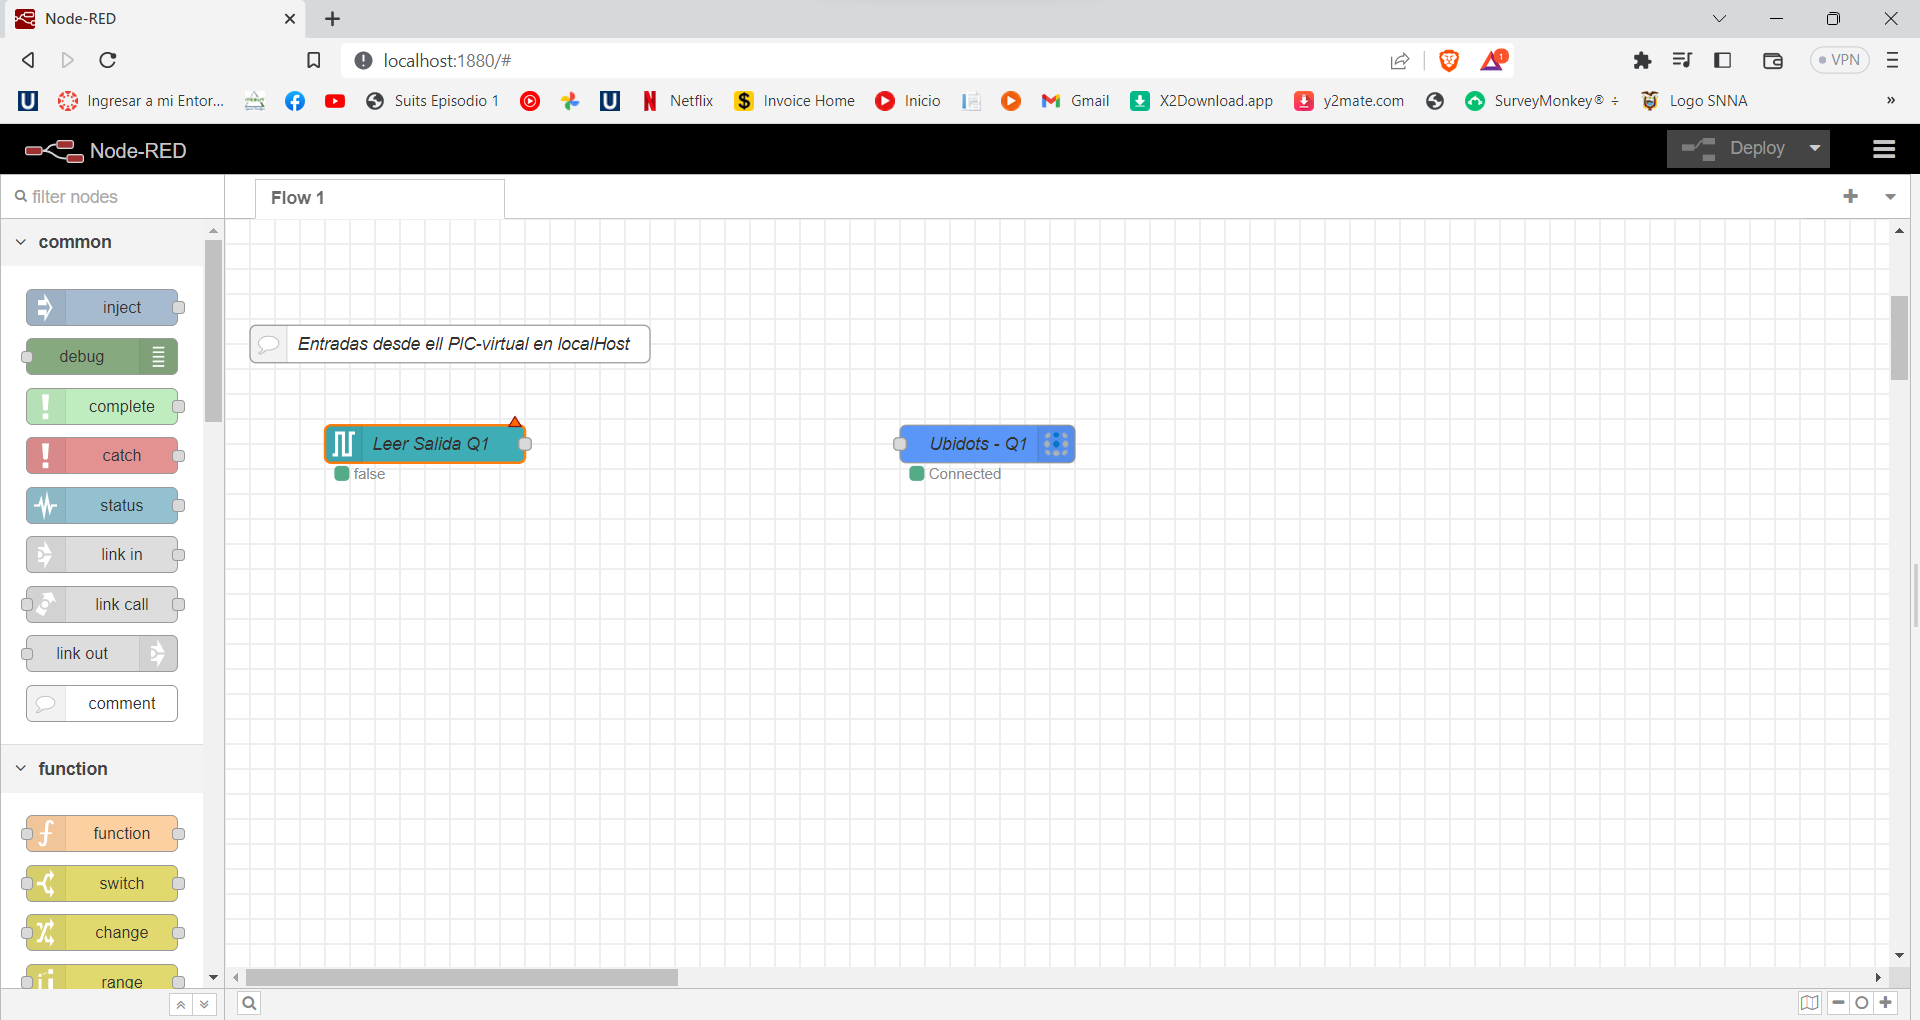 Node-RED
localhost:1880/#
1
VPN
Ingresar a mi Entor...
Suits Episodio 1
Netflix
Invoice Home
Inicio
Gmail
X2Download.app
y2mate.com
SurveyMonkey® ÷
Logo SNNA
»
Node-RED
Deploy
filter nodes
Flow 1
common
inject
debug
complete
catch
status
link in
link call
link out
comment
function
function
switch
change
range
Entradas desde ell PIC-virtual en localHost
Leer Salida Q1
false
Ubidots - Q1
Connected